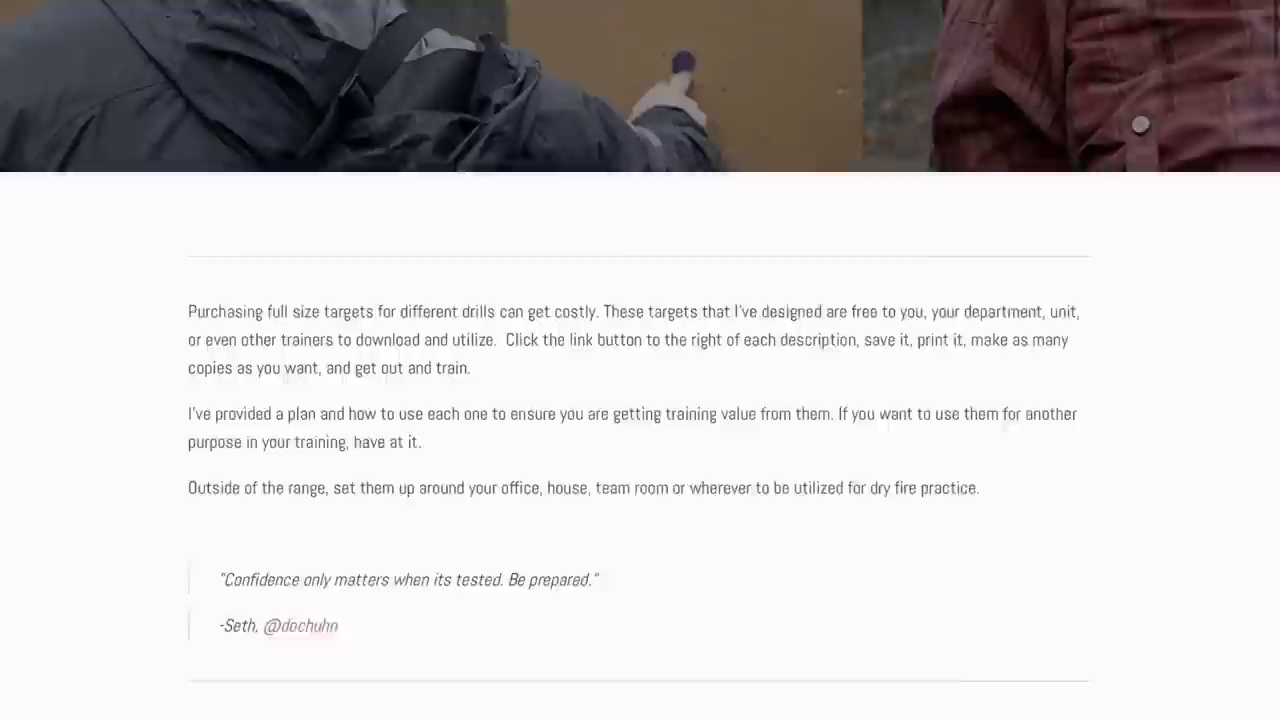 Purchasing full size targets for different drills can get costly. These targets that I've designed are free to you, your department, unit,
or even other trainers to download and utilize. Click the link button to the right of each description, save it, print it, make as many
copies as you want, and get out and train.
I've provided a plan and how to use each one to ensure you are getting training value from them. If you want to use them for another
purpose in your training, have at it.
Outside of the range, set them up around your office, house, team room or wherever to be utilized for dry fire practice.
"Confidence only matters when its tested. Be prepared."
-Seth, @dochuhn